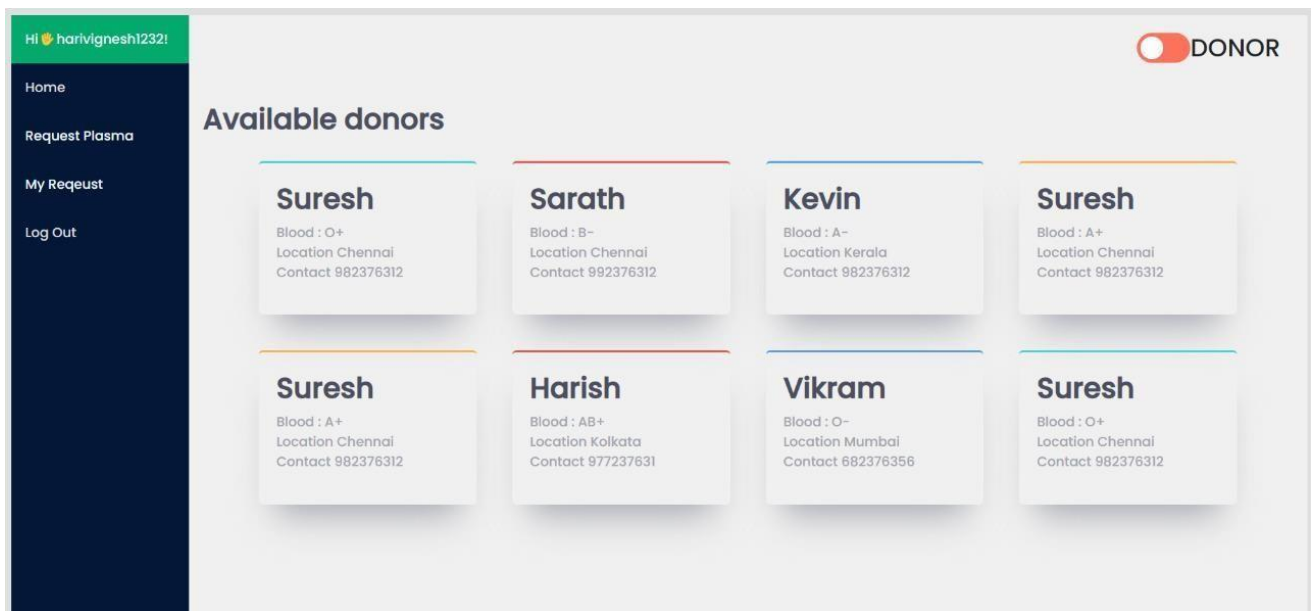 Hi🖐 harivignesh1232!
Home
Request Plasma
My Reqeust
Log Out
DONOR
Available donors
Suresh
Blood : O+
Location Chennai
Contact 982376312
Sarath
Blood : B-
Location Chennai
Contact 992376312
Kevin
Blood : A-
Location Kerala
Contact 982376312
Suresh
Blood : A+
Location Chennai
Contact 982376312
Suresh
Blood : A+
Location Chennai
Contact 982376312
Harish
Blood : AB+
Location Kolkata
Contact 977237631
Vikram
Blood : O-
Location Mumbai
Contact 682376356
Suresh
Blood : O+
Location Chennai
Contact 982376312